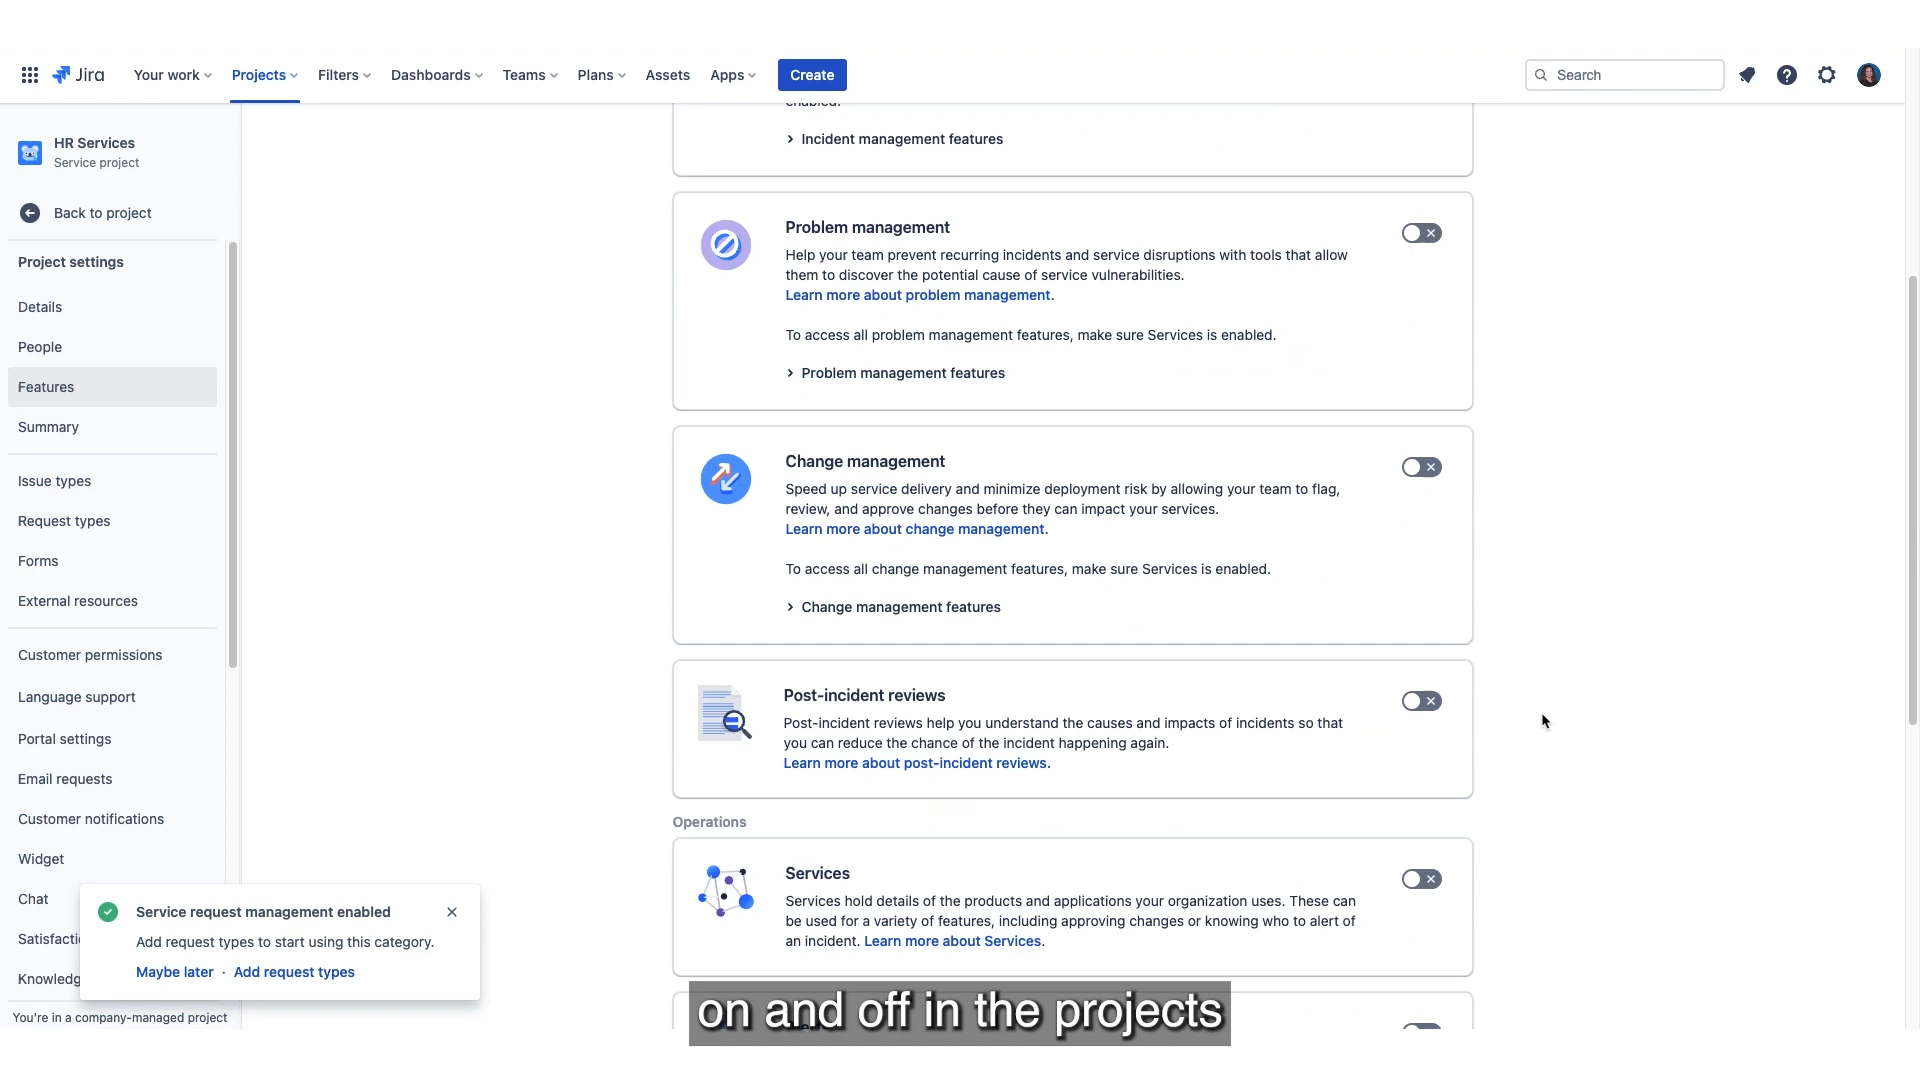 Jira
Your work
Projects
Filters
Dashboards
Teams
Plans
Assets
Apps
Create
Search
HR Services
Service project
Back to project
Project settings
Details
People
Features
Summary
Issue types
Request types
Forms
External resources
Customer permissions
Language support
Portal settings
Email requests
Customer notifications
Widget
Chat
Satisfacti
Knowledg
You're in a company-managed project
Service request management enabled
Add request types to start using this category.
Maybe later · Add request types
enabled.
Incident management features
Problem management
Help your team prevent recurring incidents and service disruptions with tools that allow
them to discover the potential cause of service vulnerabilities.
Learn more about problem management.
To access all problem management features, make sure Services is enabled.
Problem management features
Change management
Speed up service delivery and minimize deployment risk by allowing your team to flag,
review, and approve changes before they can impact your services.
Learn more about change management.
To access all change management features, make sure Services is enabled.
Change management features
Post-incident reviews
Post-incident reviews help you understand the causes and impacts of incidents so that
you can reduce the chance of the incident happening again.
Learn more about post-incident reviews.
Operations
Services
Services hold details of the products and applications your organization uses. These can
be used for a variety of features, including approving changes or knowing who to alert of
an incident. Learn more about Services.
on and off in the projects